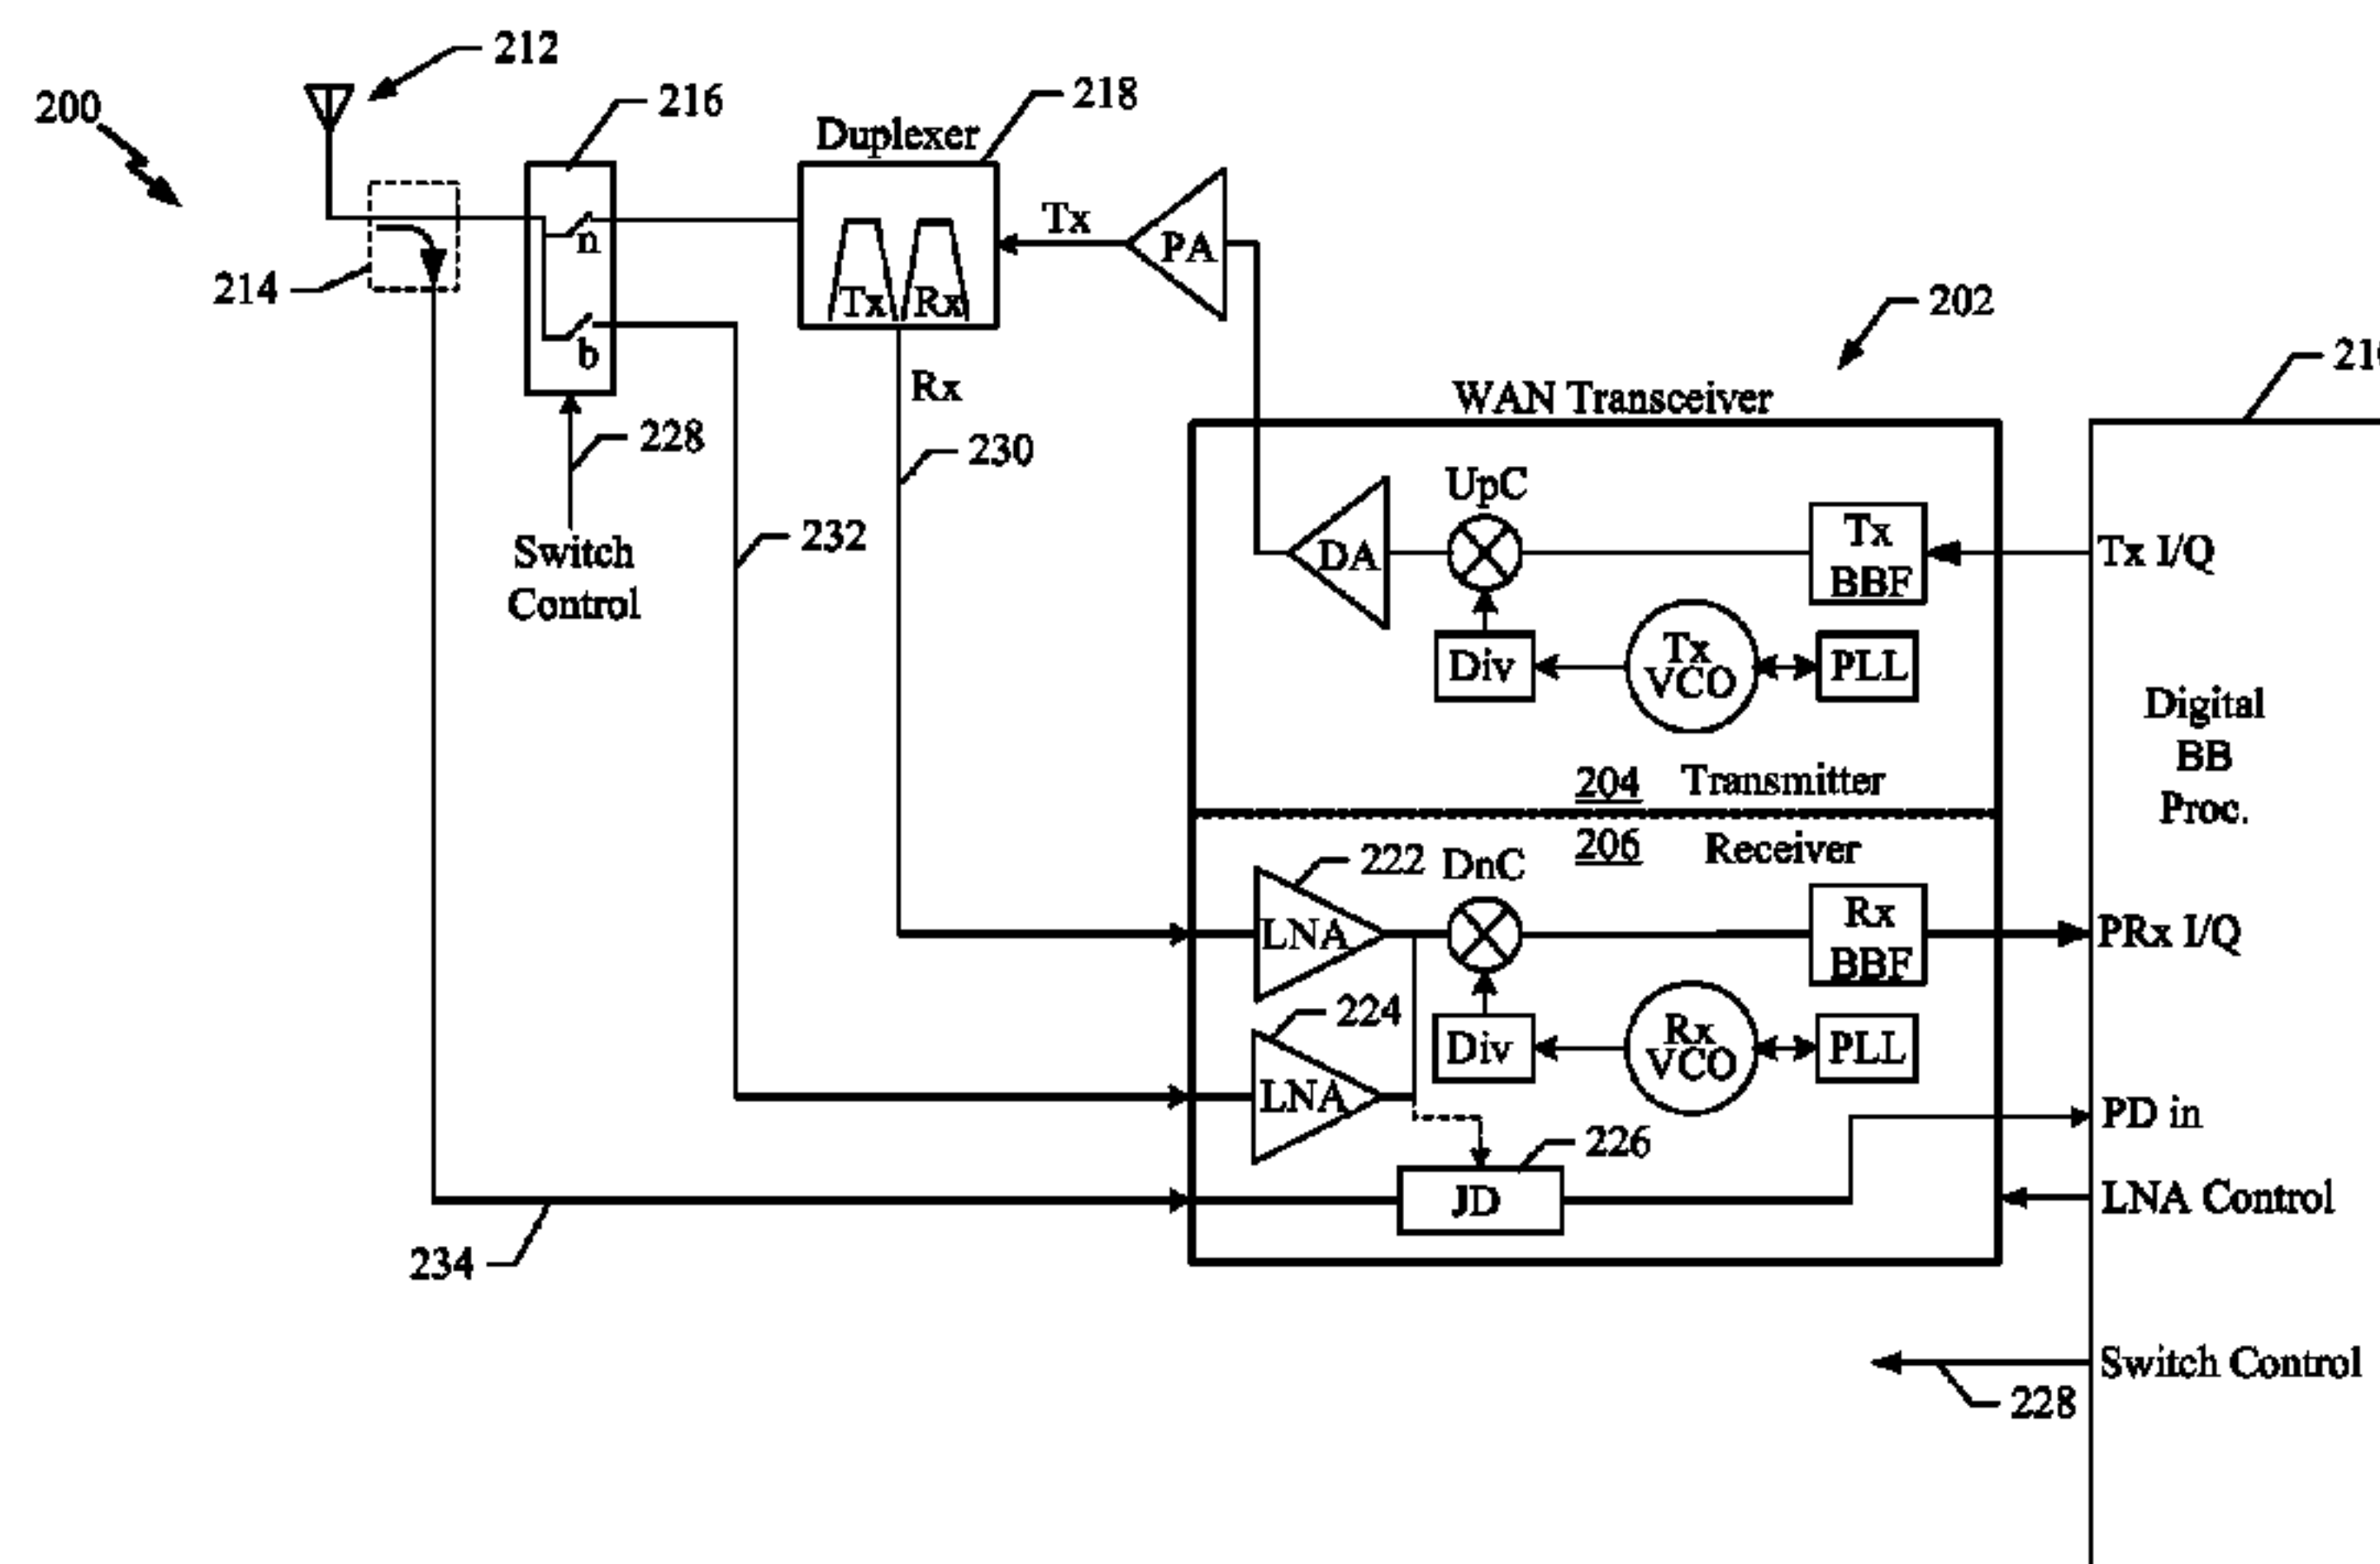 212
200
216
218
Duplexer
n
Tx
PA
214
Tx Rx
b
202
Rx
WAN Transceiver
228
230
UpC
Switch
Control
232
DA
Tx
BBF
Tx I/Q
Div
Tx
VCO
PLL
Digital
BB
Proc.
204 Transmitter
206 Receiver
222
DnC
LNA
Rx
BBF
PRx I/Q
224
LNA
Div
Rx
VCO
PLL
PD in
226
JD
LNA Control
234
Switch Control
228